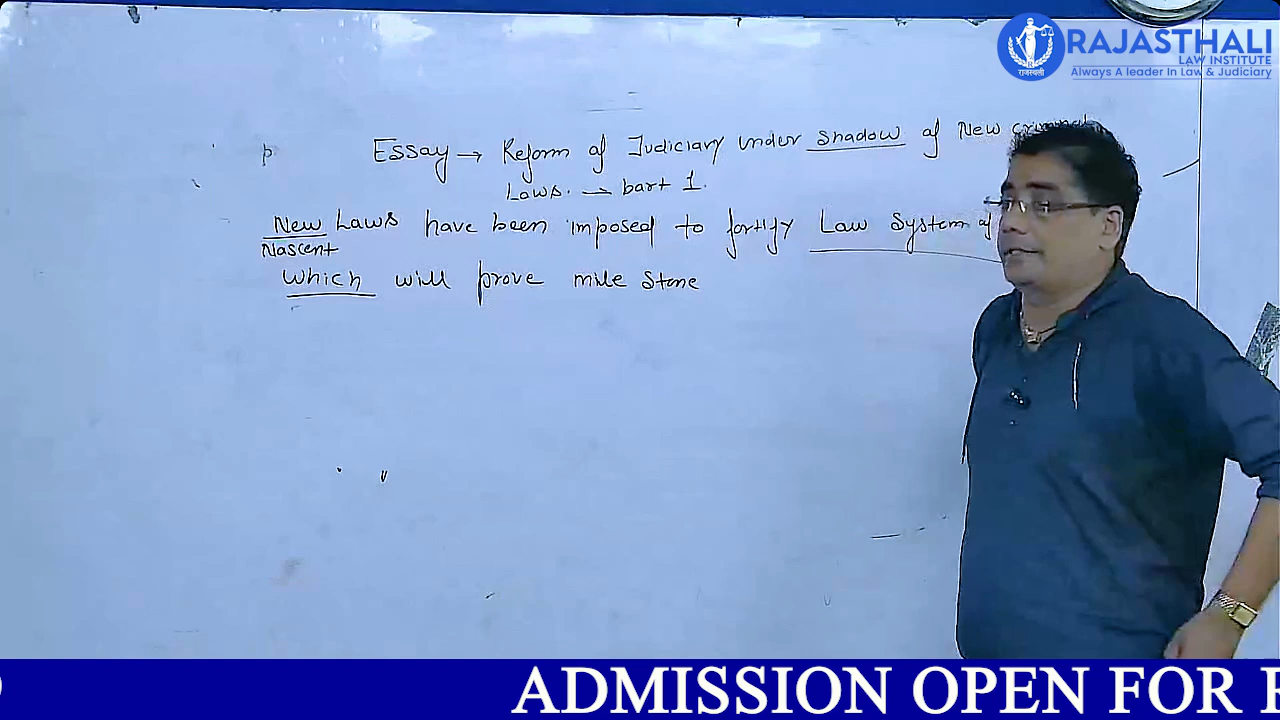 RAJASTHALI
LAW INSTITUTE
Always A leader In Law & Judiciary
राजस्थली
p
Essay → Reform of Judiciary under shadow of New criminal
Laws. → part 1.
New Laws have been imposed to fortify Law System of
Nascent
which will prove mile stone
ADMISSION OPEN FOR